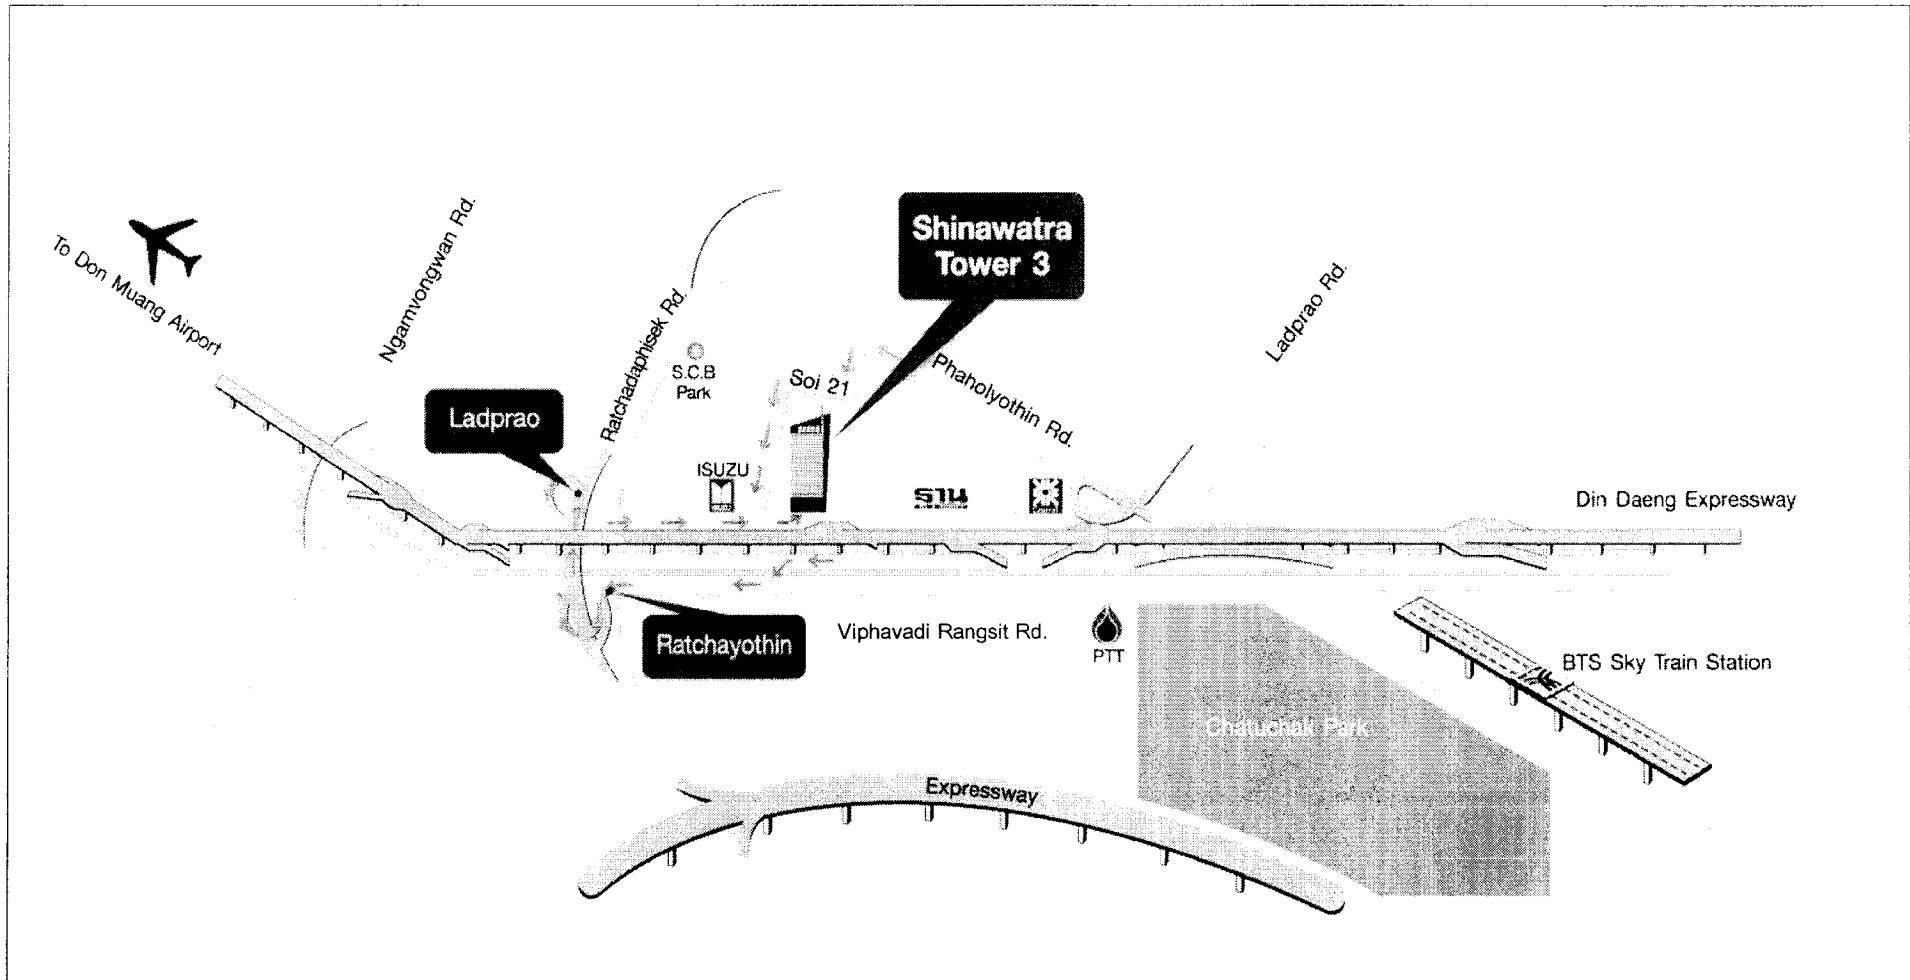 Shinawatra
Tower 3
To Don Muang Airport
Ngamvongwan Rd.
Ratchadaphisek Rd.
S.C.B
Park
Soi 21
Phaholyothin Rd.
Ladprao Rd.
Ladprao
ISUZU
Din Daeng Expressway
Ratchayothin
Viphavadi Rangsit Rd.
PTT
BTS Sky Train Station
Chatuchak Park
Expressway